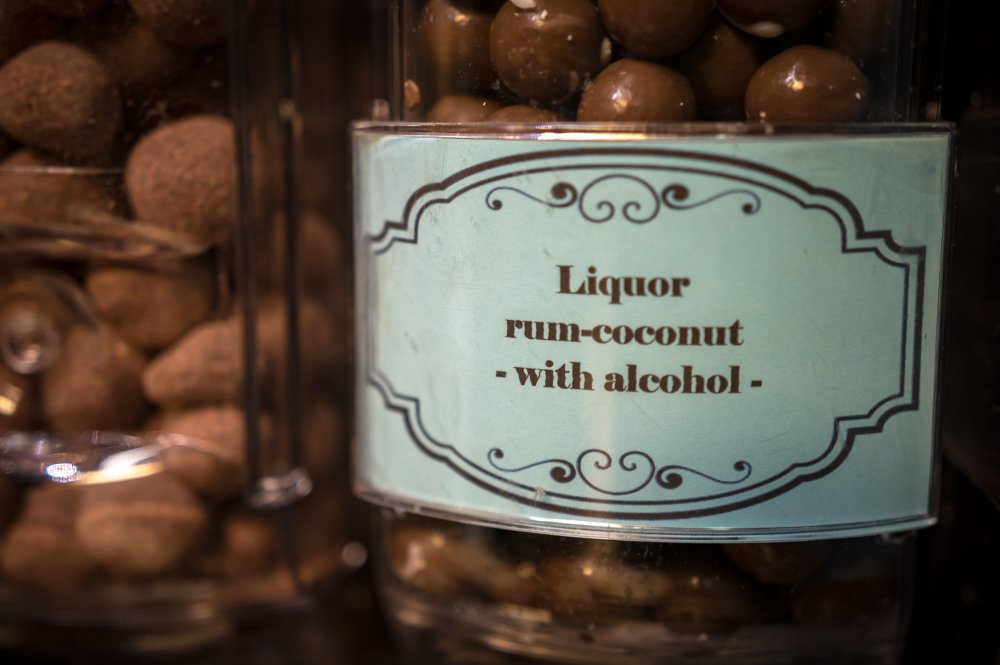 Liquor
rum-coconut
- with alcohol -